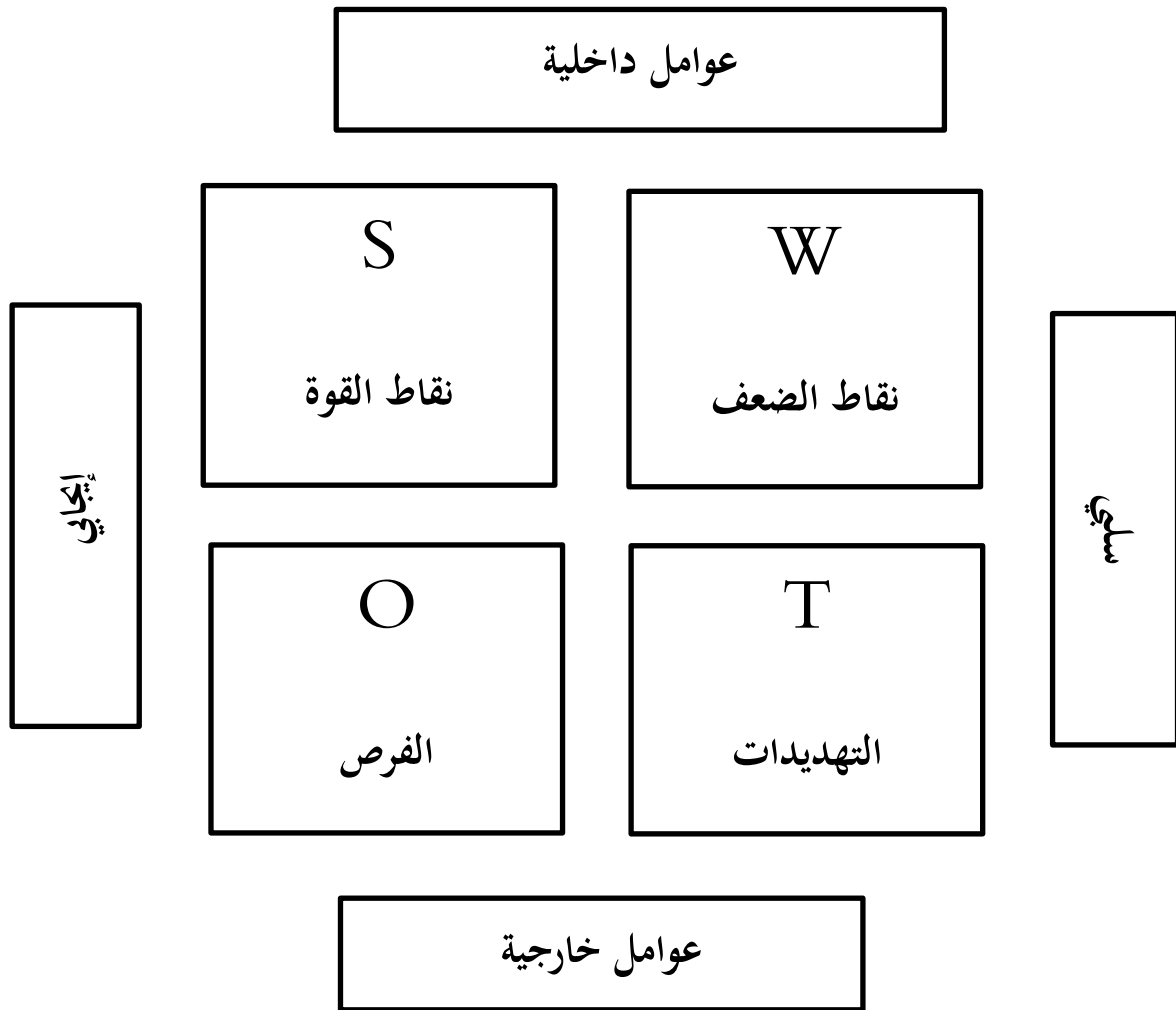 عوامل داخلية
S
نقاط القوة
W
نقاط الضعف
إيجابي
سلبي
O
الفرص
T
التهديدات
عوامل خارجية